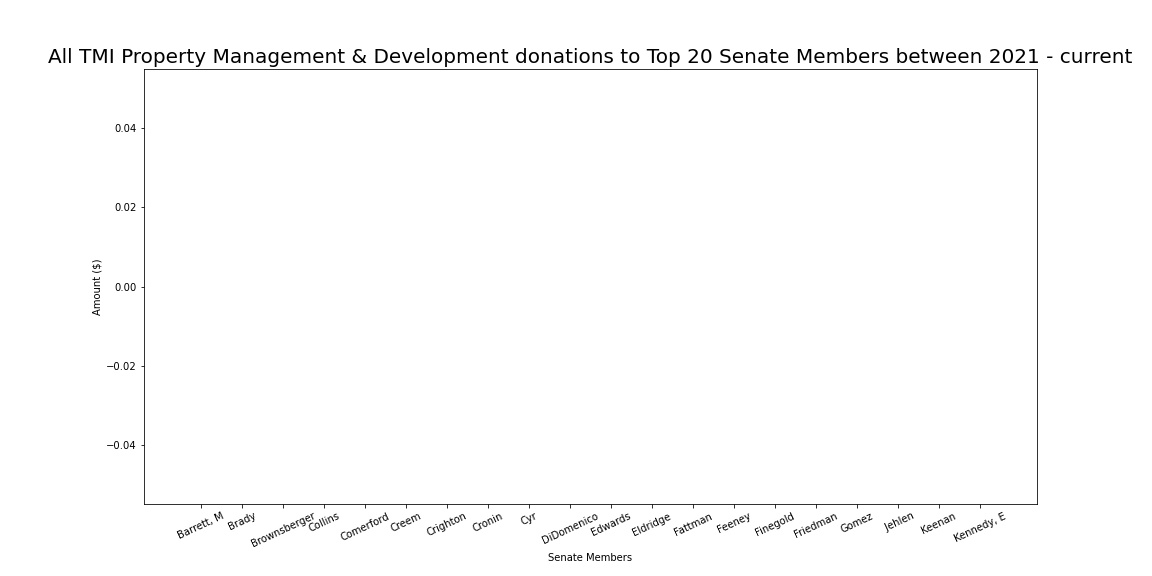 All TMI Property Management & Development donations to Top 20 Senate Members between 2021 - current
0.04
0.02
0.00
−0.02
−0.04
Amount ($)
Barrett, M
Brady
Brownsberger
Collins
Comerford
Creem
Crighton
Cronin
Cyr
DiDomenico
Edwards
Eldridge
Fattman
Feeney
Finegold
Friedman
Gomez
Jehlen
Keenan
Kennedy, E
Senate Members